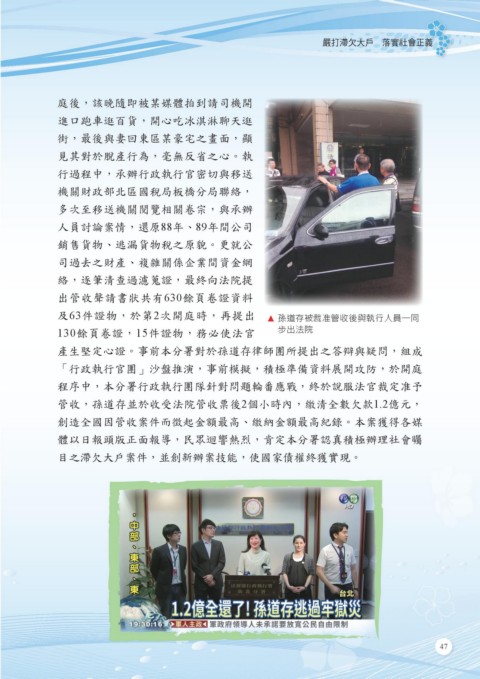 嚴打滯欠大戶　落實社會正義
庭後，該晚隨即被某媒體拍到請司機開
進口跑車逛百貨，開心吃冰淇淋聊天逛
街，最後與妻回東區某豪宅之畫面，顯
見其對於脫產行為，毫無反省之心。執
行過程中，承辦行政執行官密切與移送
機關財政部北區國稅局板橋分局聯絡，
多次至移送機關閱覽相關卷宗，與承辦
人員討論案情，還原88年、89年間公司
銷售貨物、逃漏貨物稅之原貌。更就公
司過去之財產、複雜關係企業間資金網
絡，逐筆清查過濾蒐證，最終向法院提
出管收聲請書狀共有630餘頁卷證資料
及63件證物，於第2次開庭時，再提出
130餘頁卷證，15件證物，務必使法官
▲ 孫道存被裁准管收後與執行人員一同
步出法院
產生堅定心證。事前本分署對於孫道存律師團所提出之答辯與疑問，組成
「行政執行官團」沙盤推演，事前模擬，積極準備資料展開攻防，於開庭
程序中，本分署行政執行團隊針對問題輪番應戰，終於說服法官裁定准予
管收，孫道存並於收受法院管收票後2個小時內，繳清全數欠款1.2億元，
創造全國因管收案件而徵起金額最高、繳納金額最高紀錄。本案獲得各媒
體以日報頭版正面報導，民眾迴響熱烈，肯定本分署認真積極辦理社會矚
目之滯欠大戶案件，並創新辦案技能，使國家債權終獲實現。
HD
中部、東部、東
台北
1.2億全還了!孫道存逃過牢獄災
19:30:16
軍人主政
軍政府領導人未承諾要放寬公民自由限制
47